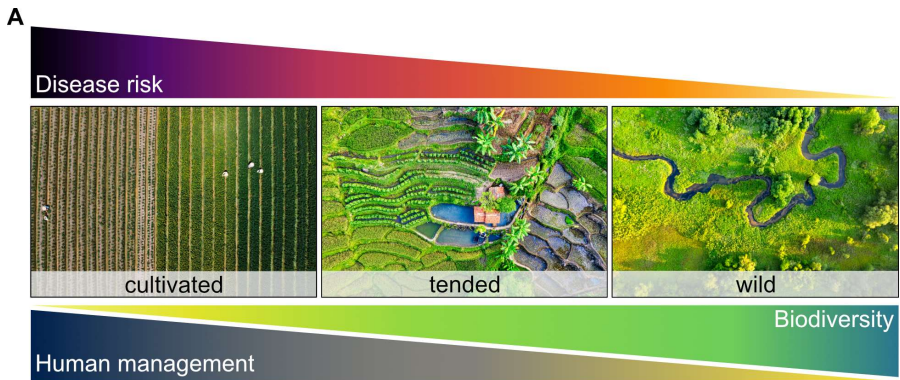 A
Disease risk
cultivated
tended
wild
Biodiversity
Human management